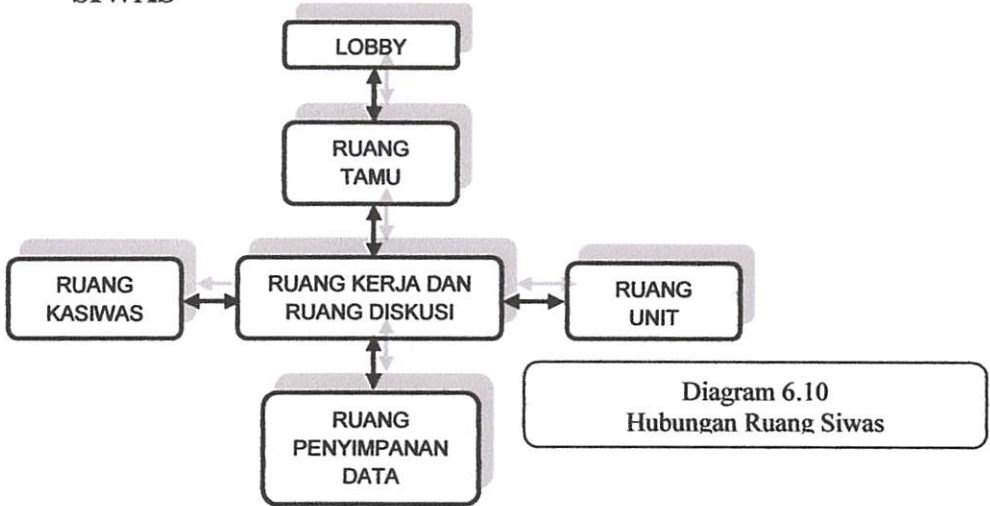 SIWAS
LOBBY
RUANG
TAMU
RUANG
KASIWAS
RUANG KERJA DAN
RUANG DISKUSI
RUANG
UNIT
RUANG
PENYIMPANAN
DATA
Diagram 6.10
Hubungan Ruang Siwas